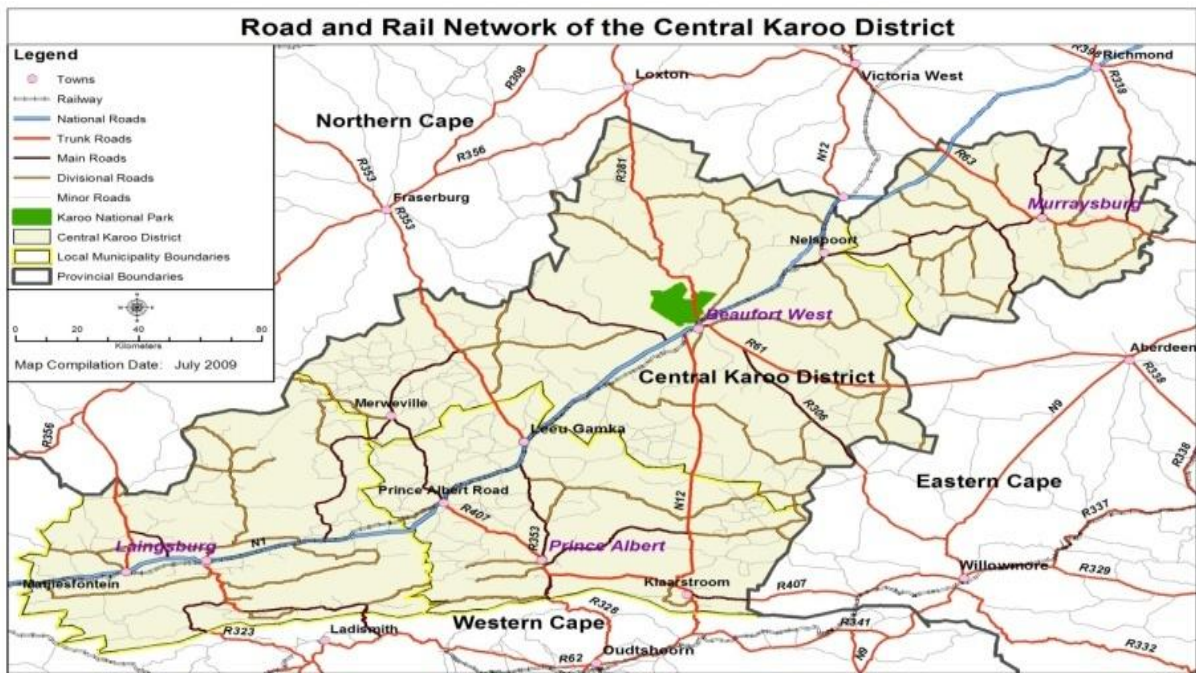 Road and Rail Network of the Central Karoo District
Legend
Towns
Railway
National Roads
Trunk Roads
Main Roads
Divisional Roads
Minor Roads
Karoo National Park
Central Karoo District
Local Municipality Boundaries
Provincial Boundaries
0 20 40 60 80
Kilometers
Map Compilation Date: July 2009
R398
Richmond
R308
Loxton
Victoria West
R338
Northern Cape
R353
R356
R381
N12
R63
Fraserburg
R353
Murraysburg
Nelspoort
Beaufort West
R61
Aberdeen
R338
Central Karoo District
Merweville
R306
N9
R356
Leeu Gamka
R338
Eastern Cape
Prince Albert Road
N12
R407
R337
N1
R353
Laingsburg
Prince Albert
Willowmore
R329
Matjiesfontein
Klaarstroom
R407
R328
Western Cape
R323
Ladismith
R341
R62
Oudtshoorn
N9
R332